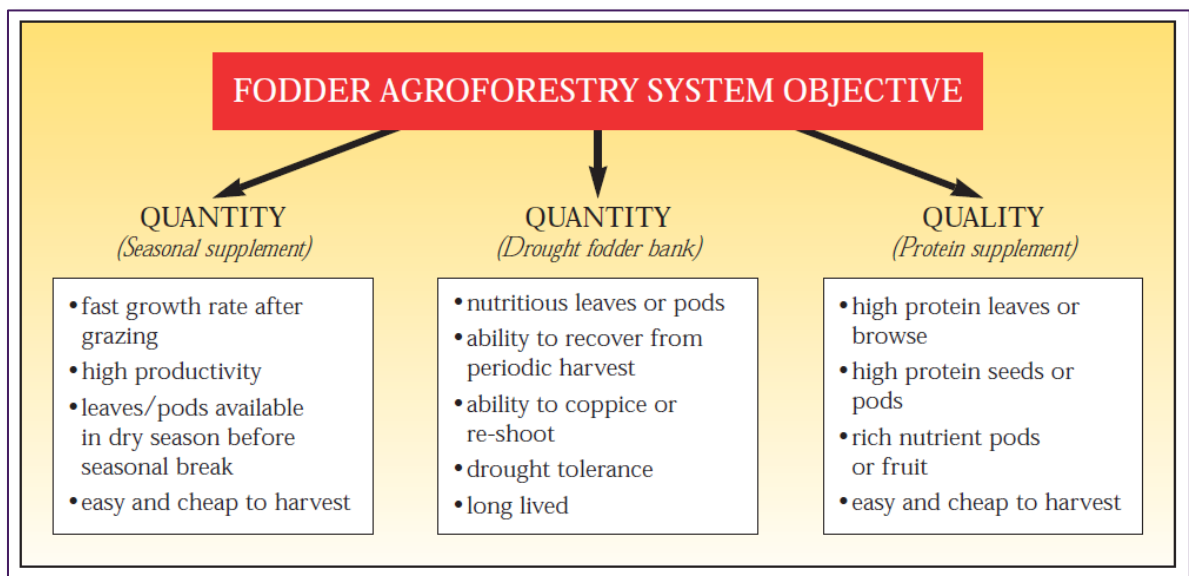 FODDER AGROFORESTRY SYSTEM OBJECTIVE
QUANTITY
(Seasonal supplement)
• fast growth rate after
grazing
• high productivity
• leaves/pods available
in dry season before
seasonal break
• easy and cheap to harvest
QUANTITY
(Drought fodder bank)
• nutritious leaves or pods
• ability to recover from
periodic harvest
• ability to coppice or
re-shoot
• drought tolerance
• long lived
QUALITY
(Protein supplement)
• high protein leaves or
browse
• high protein seeds or
pods
• rich nutrient pods
or fruit
• easy and cheap to harvest